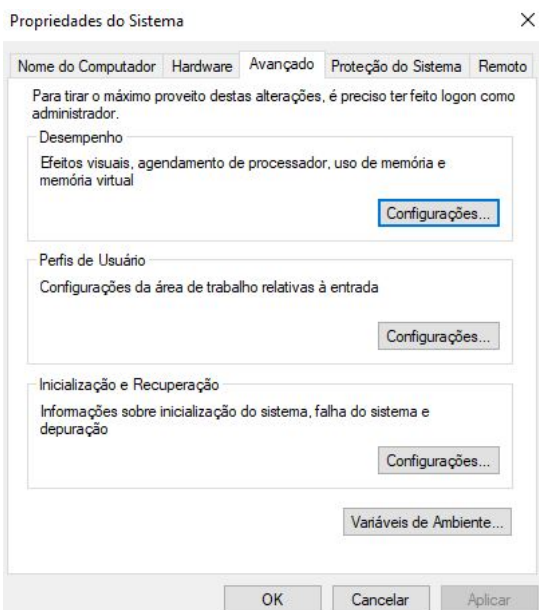 Propriedades do Sistema
Nome do Computador Hardware Avançado Proteção do Sistema Remoto
Para tirar o máximo proveito destas alterações, é preciso ter feito logon como
administrador.
Desempenho
Efeitos visuais, agendamento de processador, uso de memória e
memória virtual
Configurações...
Perfis de Usuário
Configurações da área de trabalho relativas à entrada
Configurações...
Inicialização e Recuperação
Informações sobre inicialização do sistema, falha do sistema e
depuração
Configurações...
Variáveis de Ambiente...
OK Cancelar Aplicar